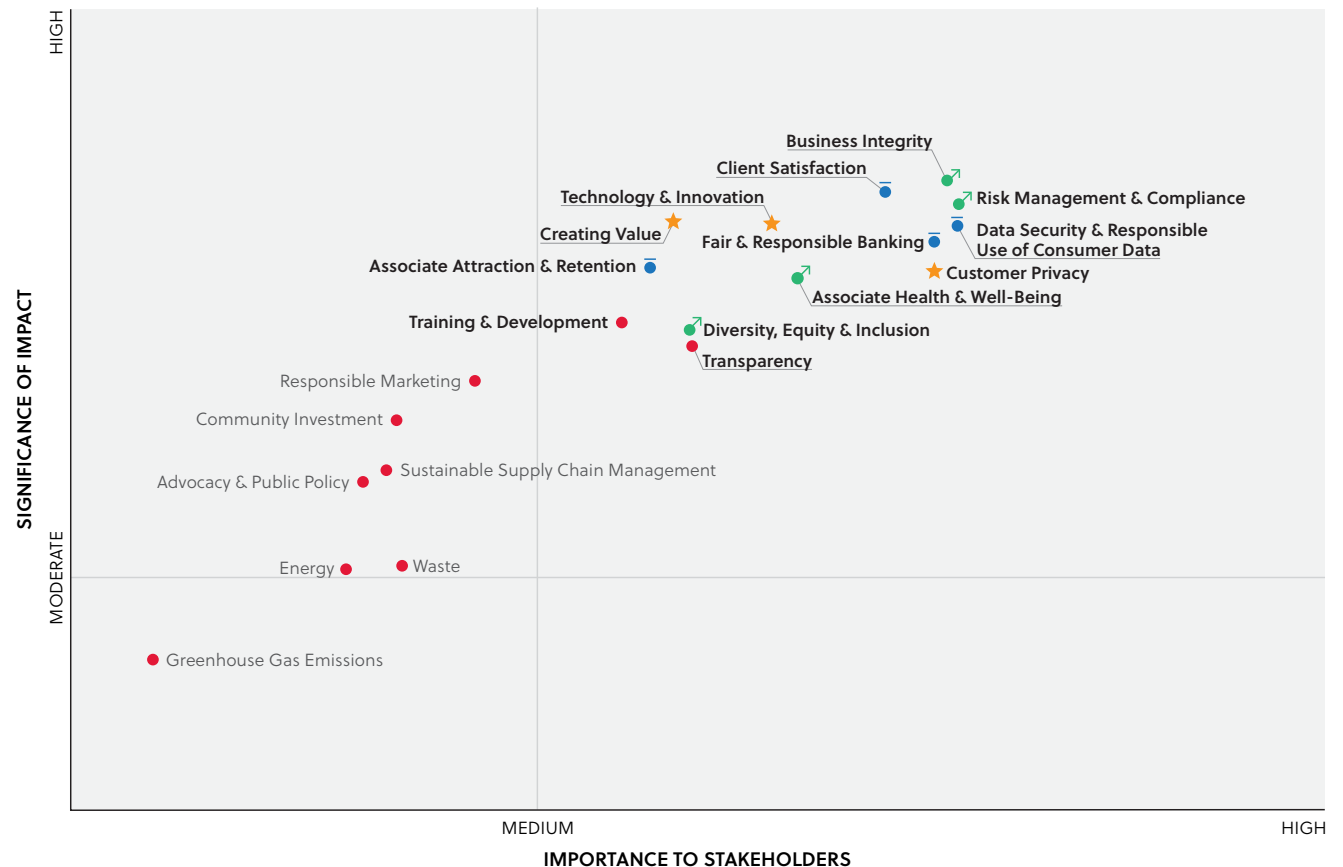 HIGH
Business Integrity
Client Satisfaction
Technology & Innovation
Risk Management & Compliance
Creating Value
Fair & Responsible Banking
Data Security & Responsible
Use of Consumer Data
Associate Attraction & Retention
Customer Privacy
Associate Health & Well-Being
Training & Development
Diversity, Equity & Inclusion
Transparency
Responsible Marketing
Community Investment
Sustainable Supply Chain Management
Advocacy & Public Policy
Energy
Waste
Greenhouse Gas Emissions
SIGNIFICANCE OF IMPACT
MODERATE
MEDIUM
HIGH
IMPORTANCE TO STAKEHOLDERS